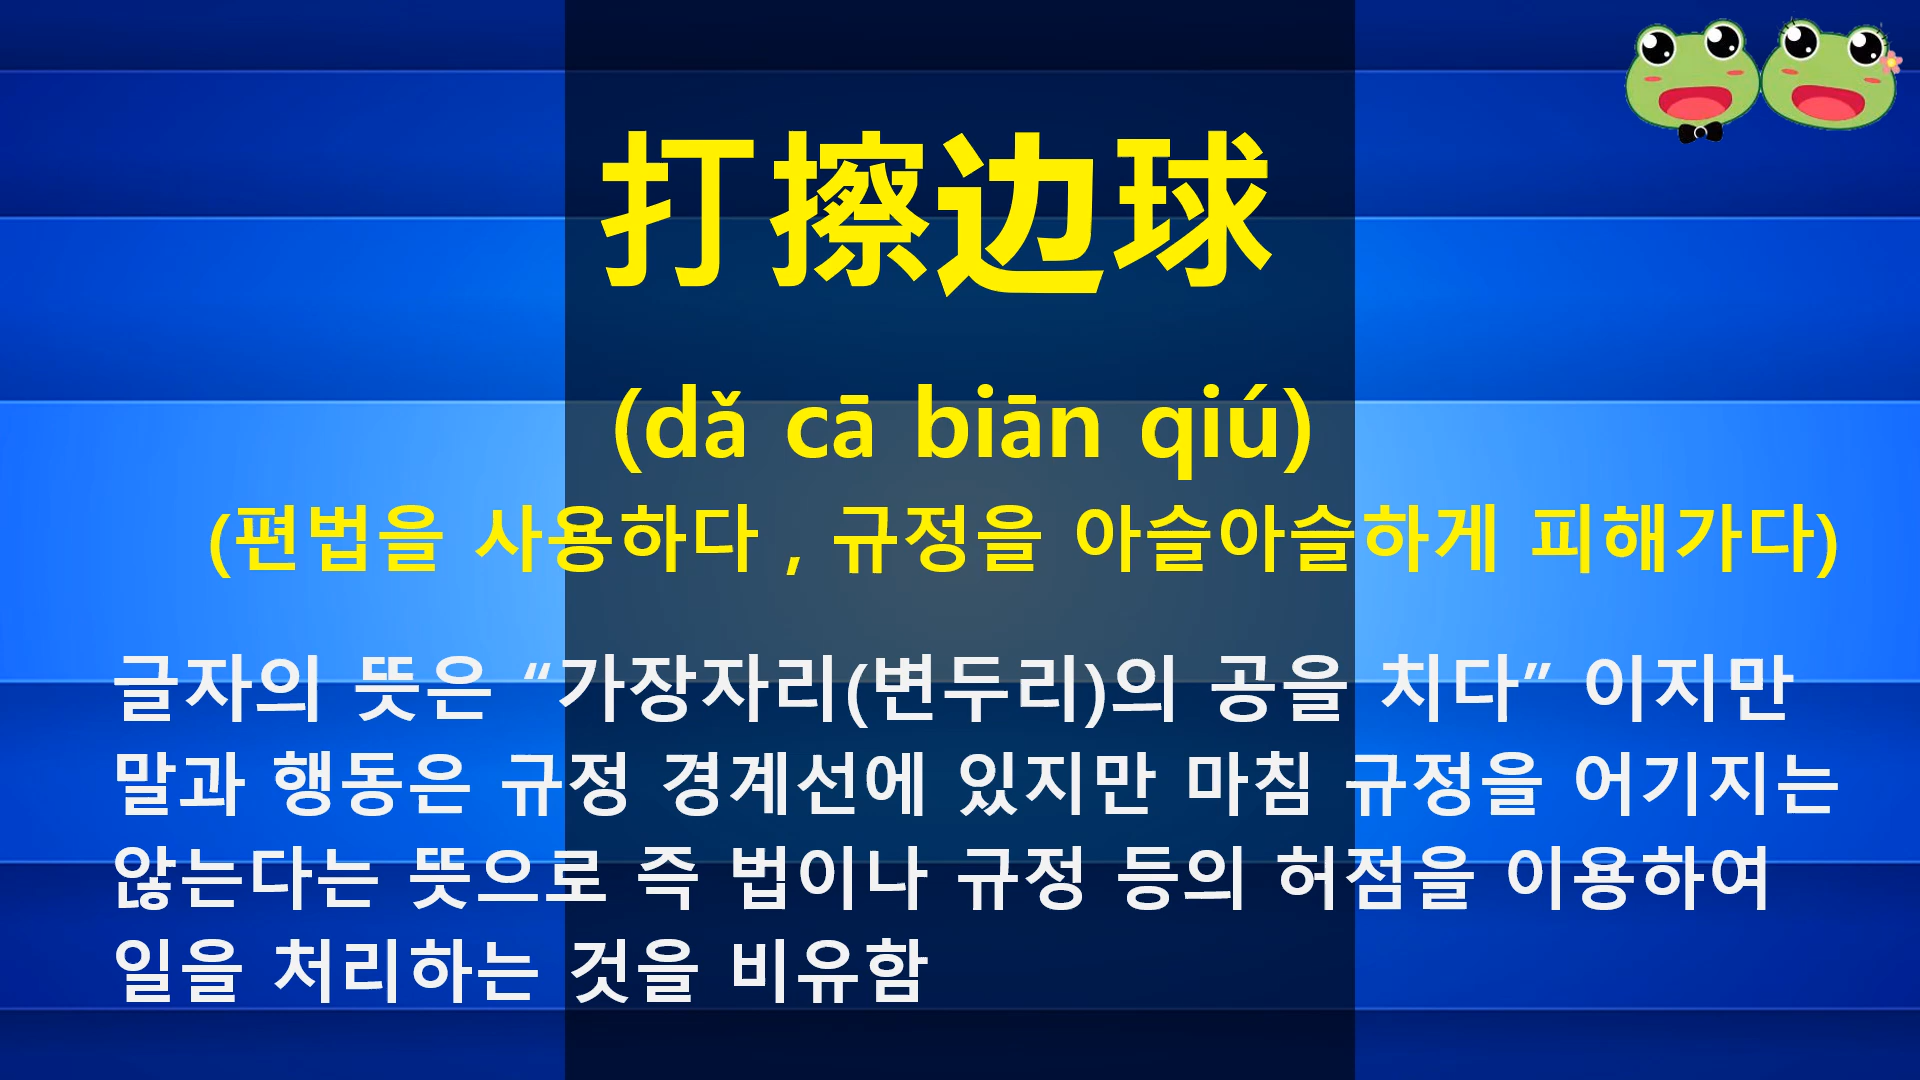 打擦边球
(dǎ cā biān qiú)
(편법을 사용하다 , 규정을 아슬아슬하게 피해가다)
글자의 뜻은 “가장자리(변두리)의 공을 치다” 이지만
말과 행동은 규정 경계선에 있지만 마침 규정을 어기지는
않는다는 뜻으로 즉 법이나 규정 등의 허점을 이용하여
일을 처리하는 것을 비유함